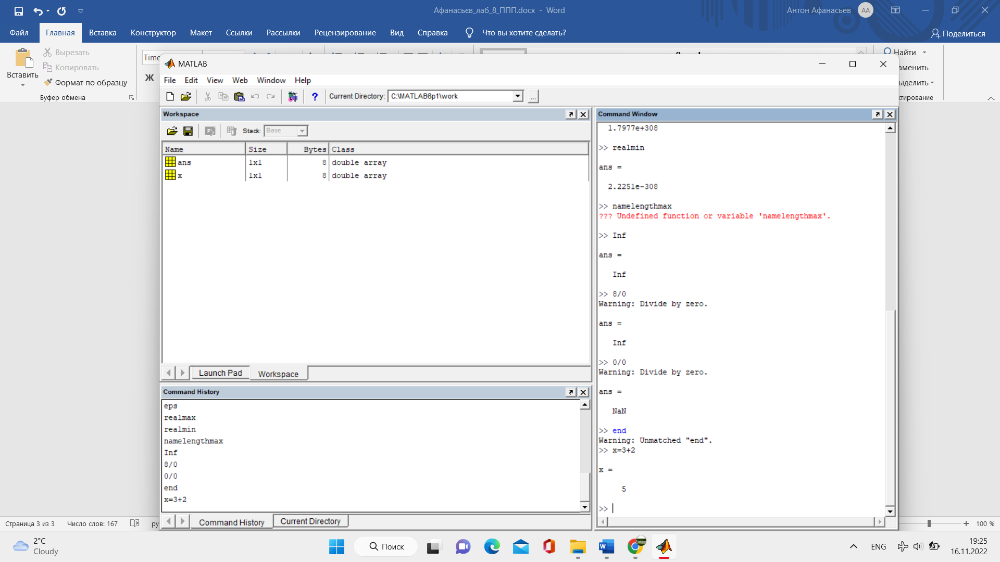 Афанасьєв_лаб_8_ППП.docx - Word
Антон Афанасьев
АА
Файл
Главная
Вставка
Конструктор
Макет
Ссылки
Рассылки
Рецензирование
Вид
Справка
Что вы хотите сделать?
Поделиться
Вставить
Вырезать
Копировать
Формат по образцу
Буфер обмена
Time
Ж
Найти
аменить
ыделить
ктирование
MATLAB
File Edit View Web Window Help
Current Directory: C:\MATLAB6p1\work
...
Workspace
Stack: Base
Name Size Bytes Class
ans 1x1 8 double array
x 1x1 8 double array
Launch Pad
Workspace
Command History
eps
realmax
realmin
namelengthmax
Inf
8/0
0/0
end
x=3+2
Command History
Current Directory
Command Window
1.7977e+308
>> realmin
ans =
2.2251e-308
>> namelengthmax
??? Undefined function or variable 'namelengthmax'.
>> Inf
ans =
Inf
>> 8/0
Warning: Divide by zero.
ans =
Inf
>> 0/0
Warning: Divide by zero.
ans =
NaN
>> end
Warning: Unmatched "end".
>> x=3+2
x =
5
>>
Страница 3 из 3
Число слов: 167
ру
100 %
2°C
Cloudy
Поиск
ENG
19:25
16.11.2022